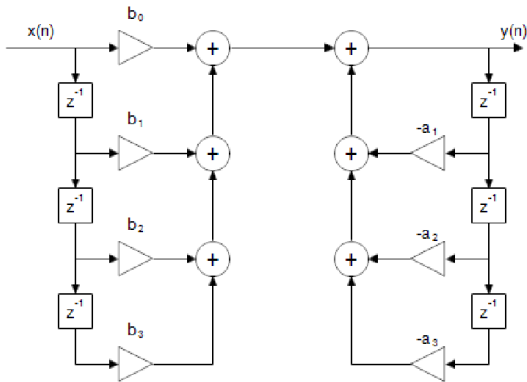 x(n) b₀ + + y(n)
z⁻¹ z⁻¹
b₁ -a₁
+ +
z⁻¹ z⁻¹
b₂ -a₂
+ +
z⁻¹ z⁻¹
b₃ -a₃